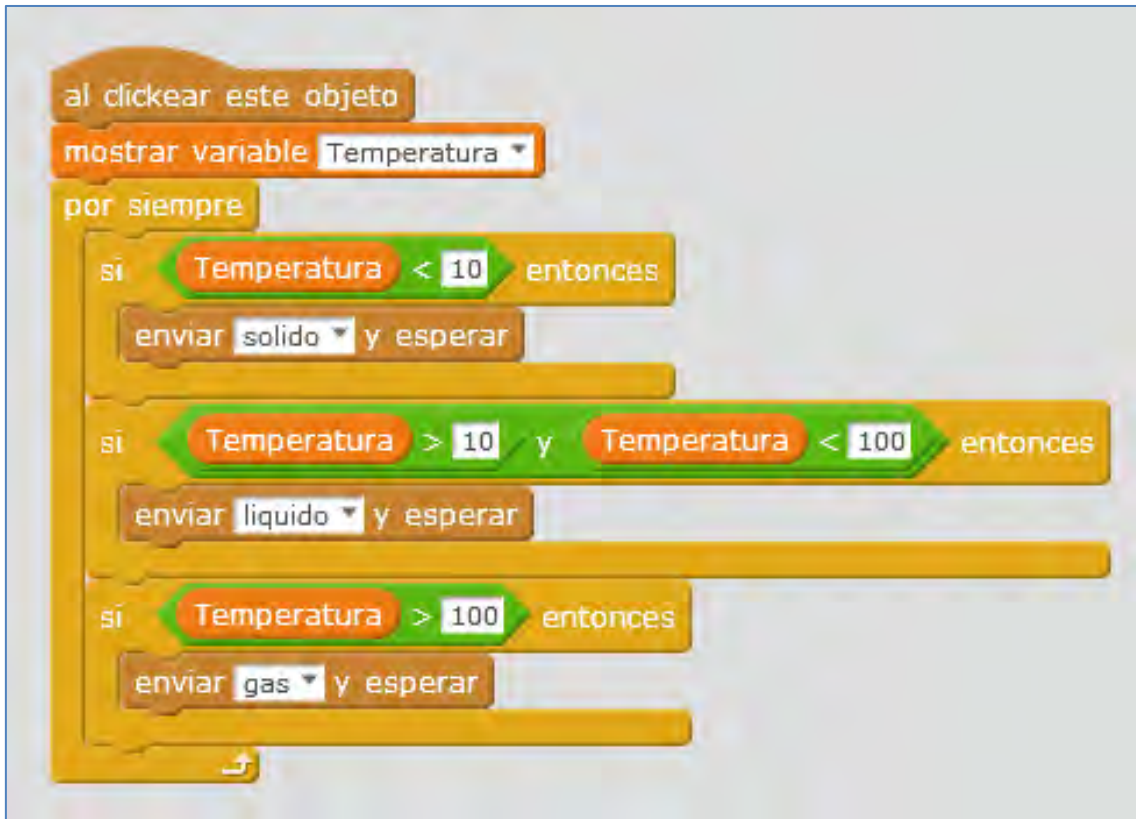 al clickear este objeto
mostrar variable Temperatura
por siempre
si Temperatura < 10 entonces
enviar solido y esperar
si Temperatura > 10 y Temperatura < 100 entonces
enviar liquido y esperar
si Temperatura > 100 entonces
enviar gas y esperar